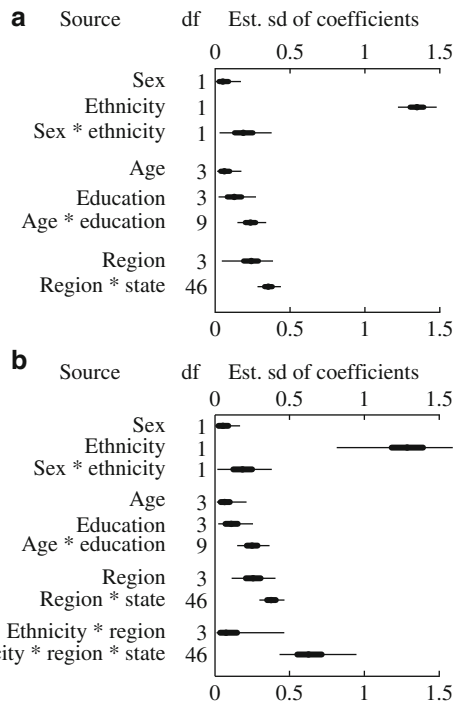 a Source df Est. sd of coefficients
0 0.5 1 1.5
Sex 1
Ethnicity 1
Sex * ethnicity 1
Age 3
Education 3
Age * education 9
Region 3
Region * state 46
0 0.5 1 1.5
b Source df Est. sd of coefficients
0 0.5 1 1.5
Sex 1
Ethnicity 1
Sex * ethnicity 1
Age 3
Education 3
Age * education 9
Region 3
Region * state 46
Ethnicity * region 3
city * region * state 46
0 0.5 1 1.5